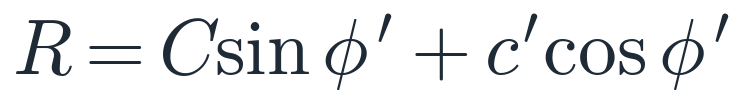 R = C sin ϕ′ + c′ cos ϕ′